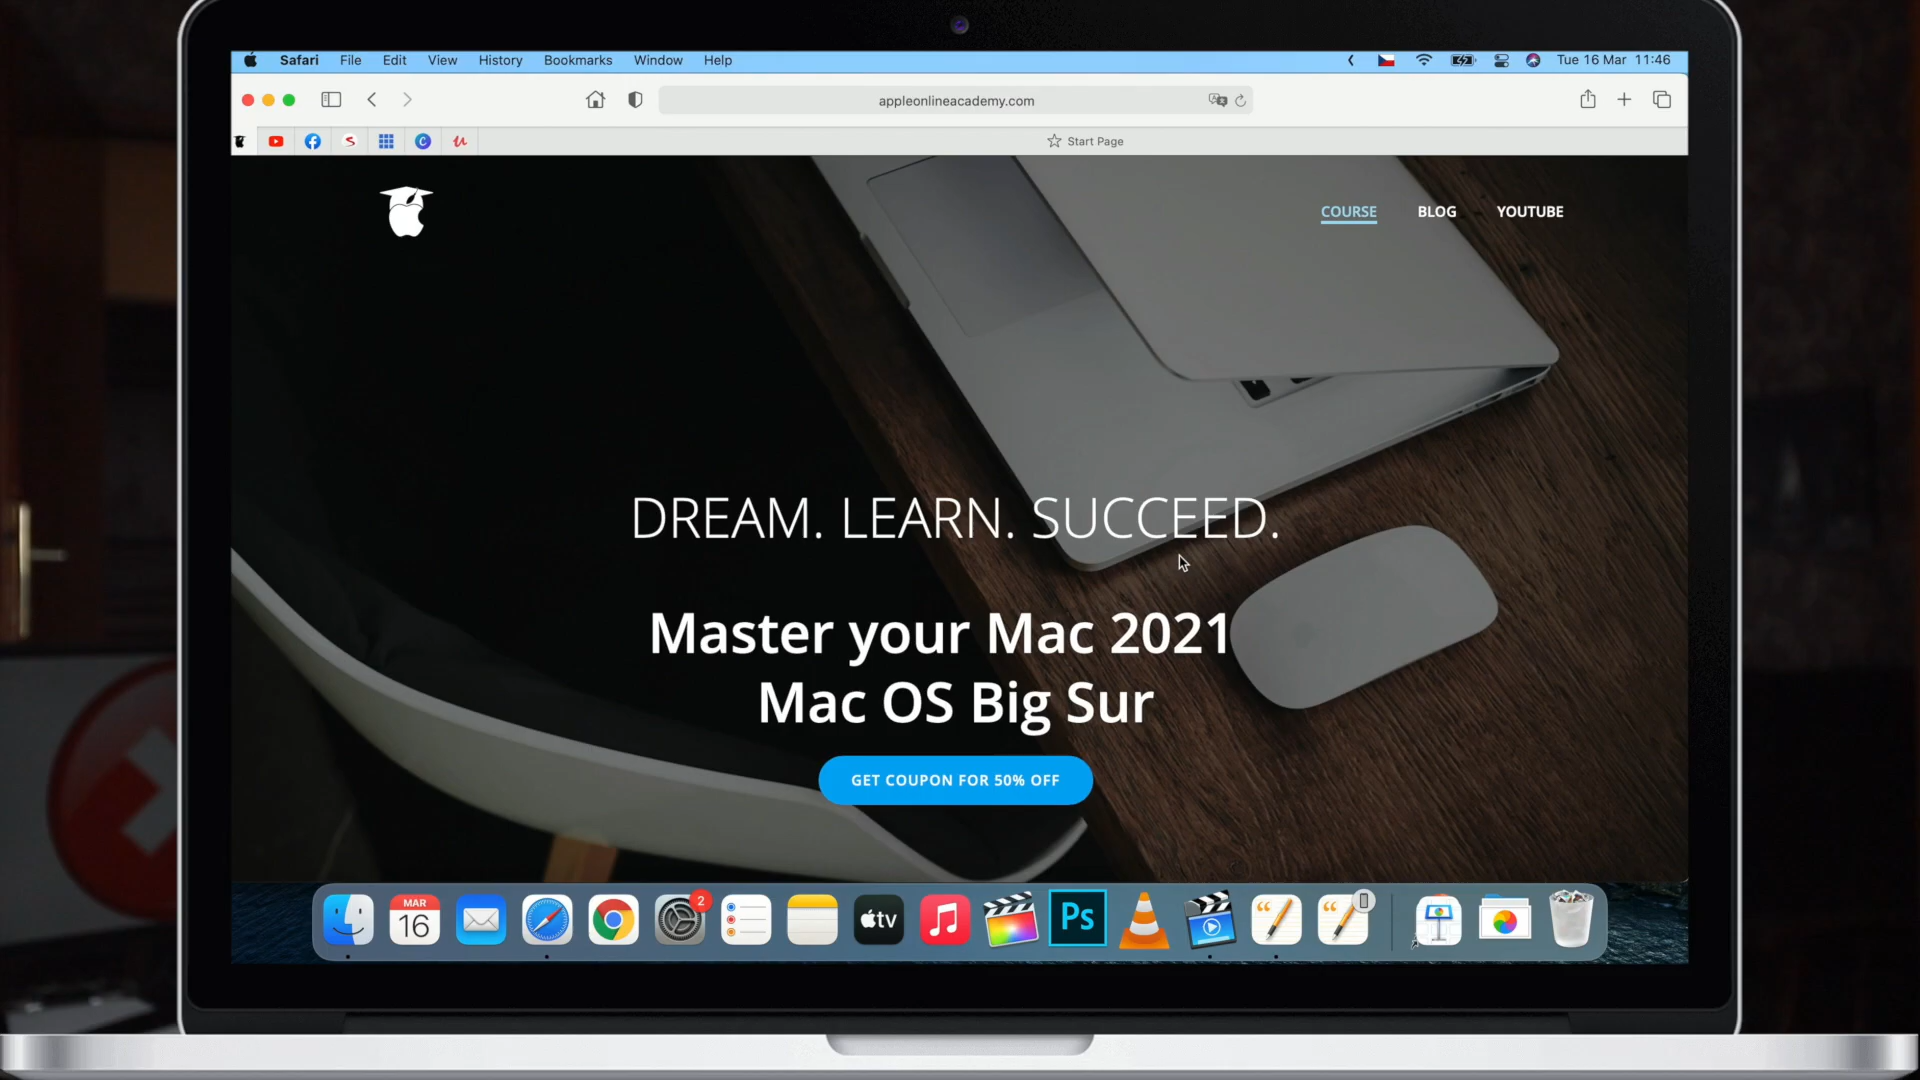 Safari File Edit View History Bookmarks Window Help Tue 16 Mar 11:46
appleonlineacademy.com
Start Page
COURSE BLOG YOUTUBE
DREAM. LEARN. SUCCEED.
Master your Mac 2021
Mac OS Big Sur
GET COUPON FOR 50% OFF
MAR
16
2
tv
Ps